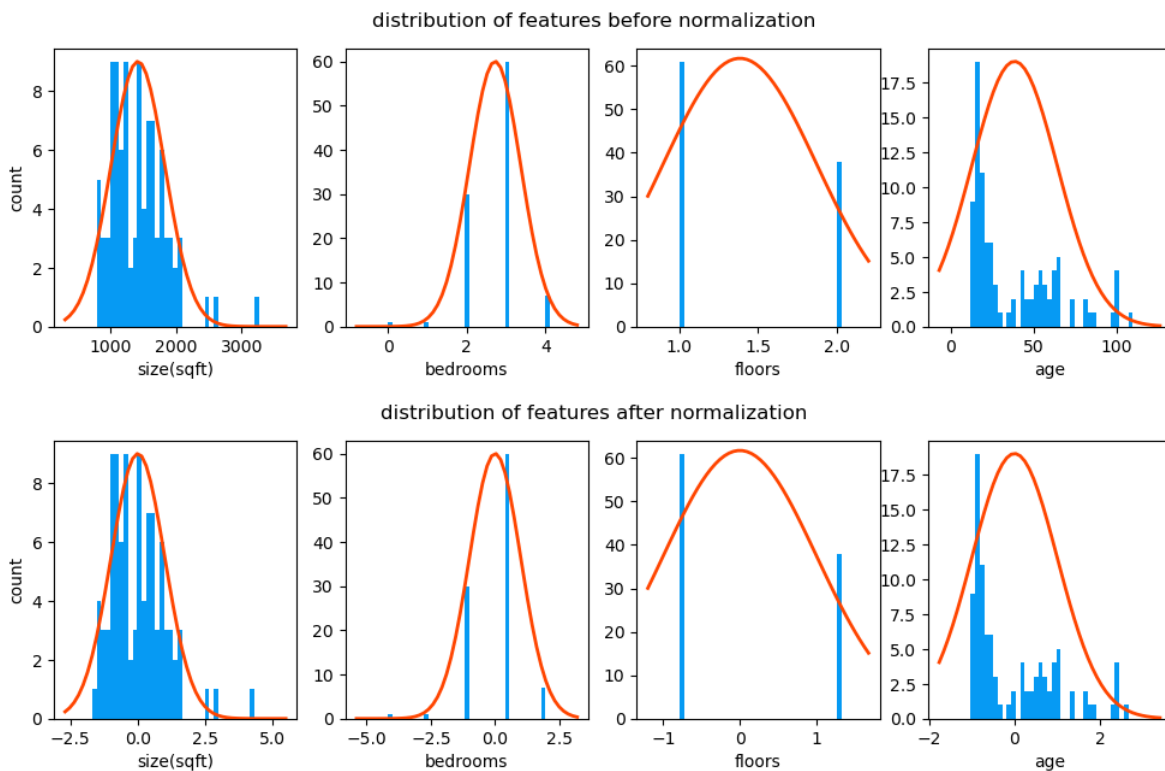 distribution of features before normalization
count
8
6
4
2
0
1000 2000 3000
size(sqft)
60
50
40
30
20
10
0
0 2 4
bedrooms
60
50
40
30
20
10
0
1.0 1.5 2.0
floors
17.5
15.0
12.5
10.0
7.5
5.0
2.5
0.0
0 50 100
age
distribution of features after normalization
count
8
6
4
2
0
-2.5 0.0 2.5 5.0
size(sqft)
60
50
40
30
20
10
0
-5.0 -2.5 0.0 2.5
bedrooms
60
50
40
30
20
10
0
-1 0 1
floors
17.5
15.0
12.5
10.0
7.5
5.0
2.5
0.0
-2 0 2
age